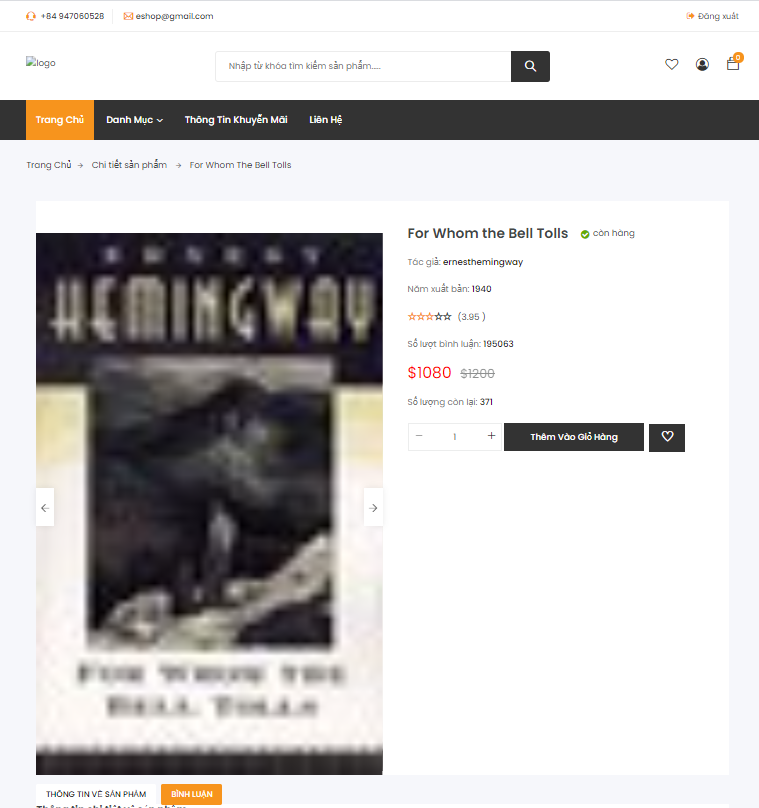 +84 947060528 eshop@gmail.com Đăng xuất
logo Nhập từ khóa tìm kiếm sản phẩm..... 0
Trang Chủ Danh Mục Thông Tin Khuyến Mãi Liên Hệ
Trang Chủ → Chi tiết sản phẩm → For Whom The Bell Tolls
ERNEST
HEMINGWAY
FOR WHOM THE
BELL TOLLS
For Whom the Bell Tolls còn hàng
Tác giả: ernesthemingway
Năm xuất bản: 1940
(3.95 )
Số lượt bình luận: 195063
$1080 $1200
Số lượng còn lại: 371
− 1 + Thêm Vào Giỏ Hàng
THÔNG TIN VỀ SẢN PHẨM BÌNH LUẬN